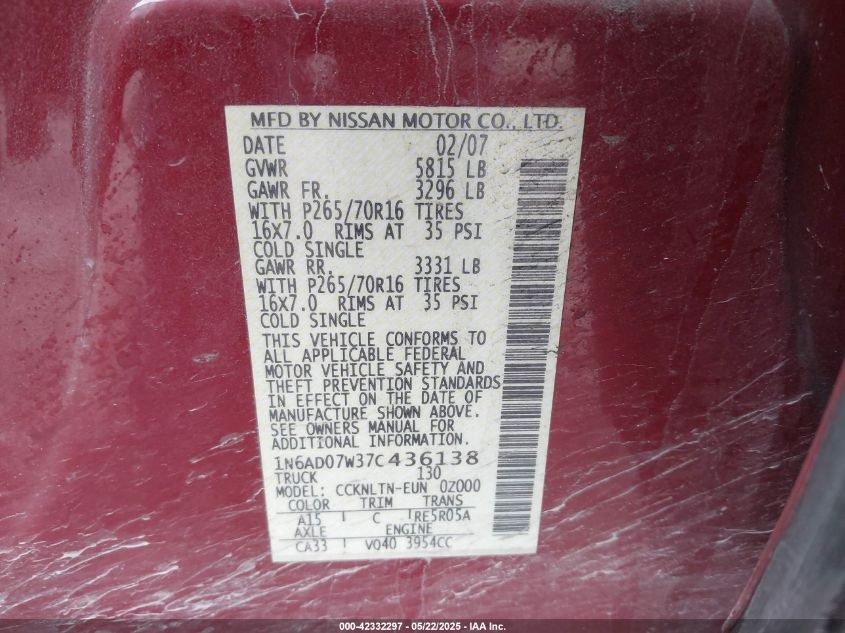 MFD BY NISSAN MOTOR CO., LTD.
DATE 02/07
GVWR 5815 LB
GAWR FR. 3296 LB
WITH P265/70R16 TIRES
16X7.0 RIMS AT 35 PSI
COLD SINGLE
GAWR RR. 3331 LB
WITH P265/70R16 TIRES
16X7.0 RIMS AT 35 PSI
COLD SINGLE
THIS VEHICLE CONFORMS TO
ALL APPLICABLE FEDERAL
MOTOR VEHICLE SAFETY AND
THEFT PREVENTION STANDARDS
IN EFFECT ON THE DATE OF
MANUFACTURE SHOWN ABOVE.
SEE OWNERS MANUAL FOR
ADDITIONAL INFORMATION
1N6AD07W37C436138
TRUCK 130
MODEL: CCKNLTN-EUN 0Z000
COLOR TRIM TRANS
A15 C RE5R05A
AXLE ENGINE
CA33 VQ40 3954CC
000-42332297 - 05/22/2025 - IAA Inc.